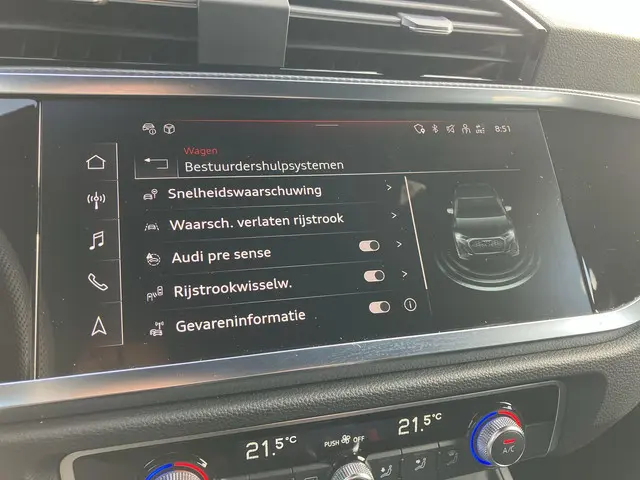 8:51
Wagen
Bestuurdershulpsystemen
Snelheidswaarschuwing
Waarsch. verlaten rijstrook
Audi pre sense
Rijstrookwisselw.
Gevareninformatie
21.5°C
PUSH OFF
21.5°C
A/C